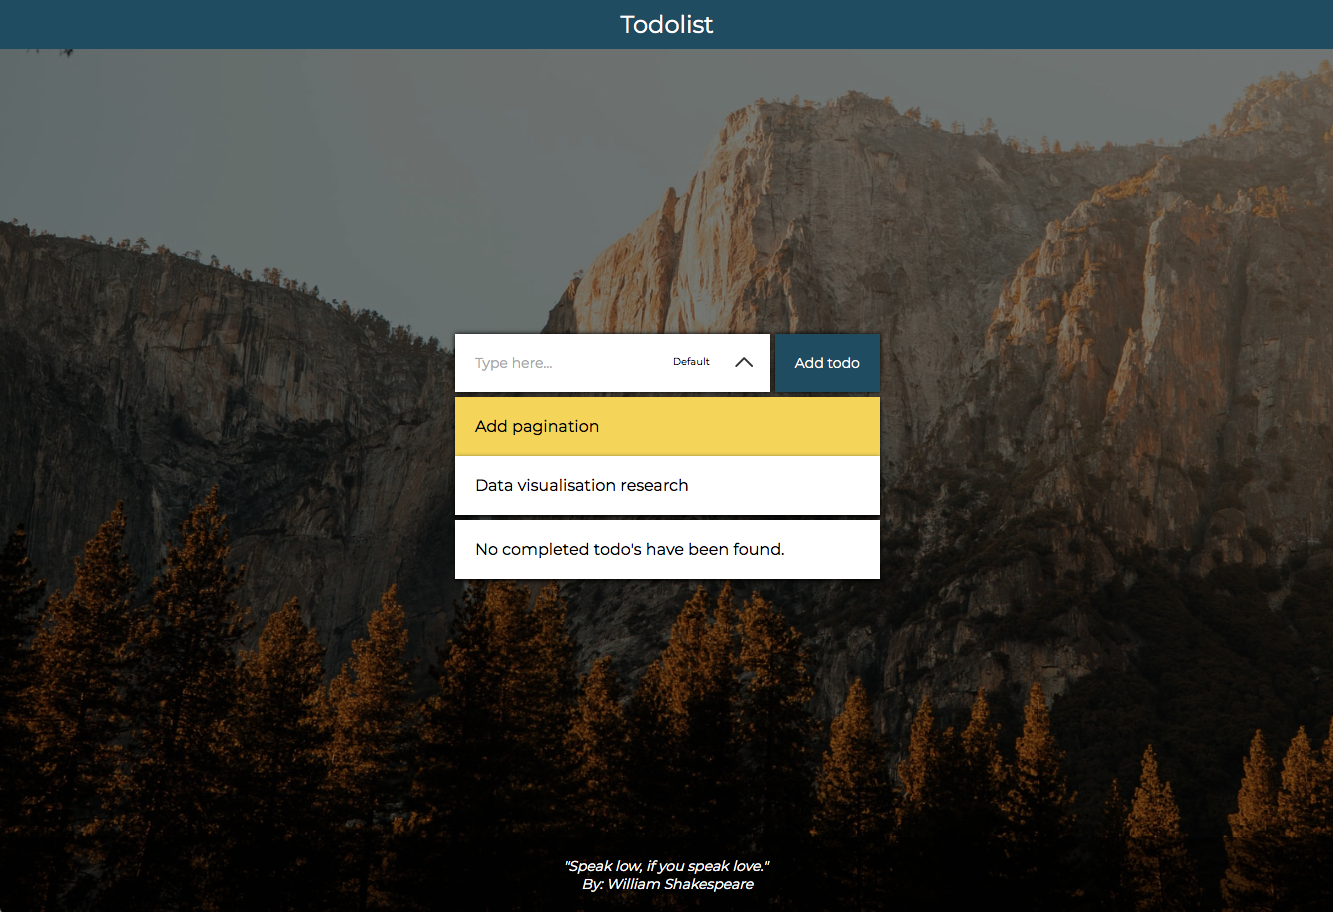 Todolist
Type here...
Default
Add todo
Add pagination
Data visualisation research
No completed todo's have been found.
"Speak low, if you speak love."
By: William Shakespeare